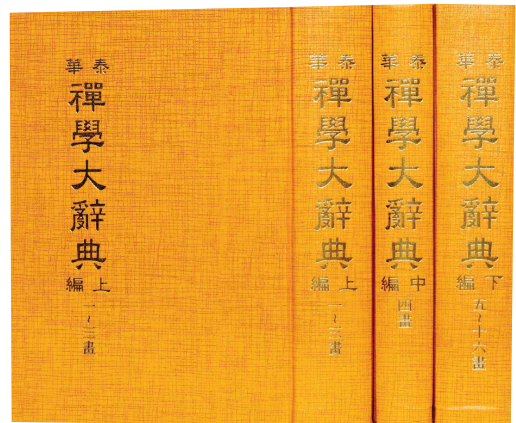 泰華
禪學大辭典
上編
一~三畫
泰華
禪學大辭典
上編
一~三畫
泰華
禪學大辭典
中編
四畫
泰華
禪學大辭典
下編
五~十六畫